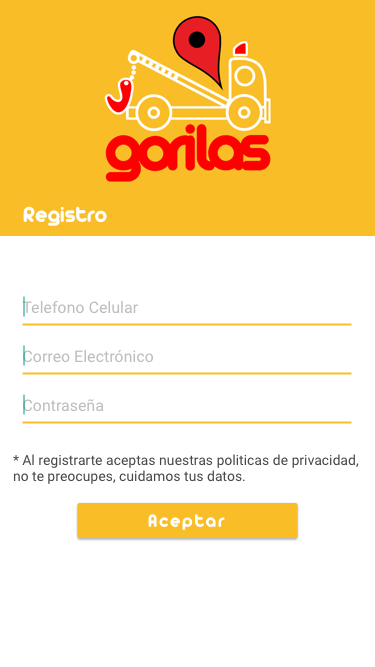 gorilas
Registro
Telefono Celular
Correo Electrónico
Contraseña
* Al registrarte aceptas nuestras politicas de privacidad,
no te preocupes, cuidamos tus datos.
Aceptar